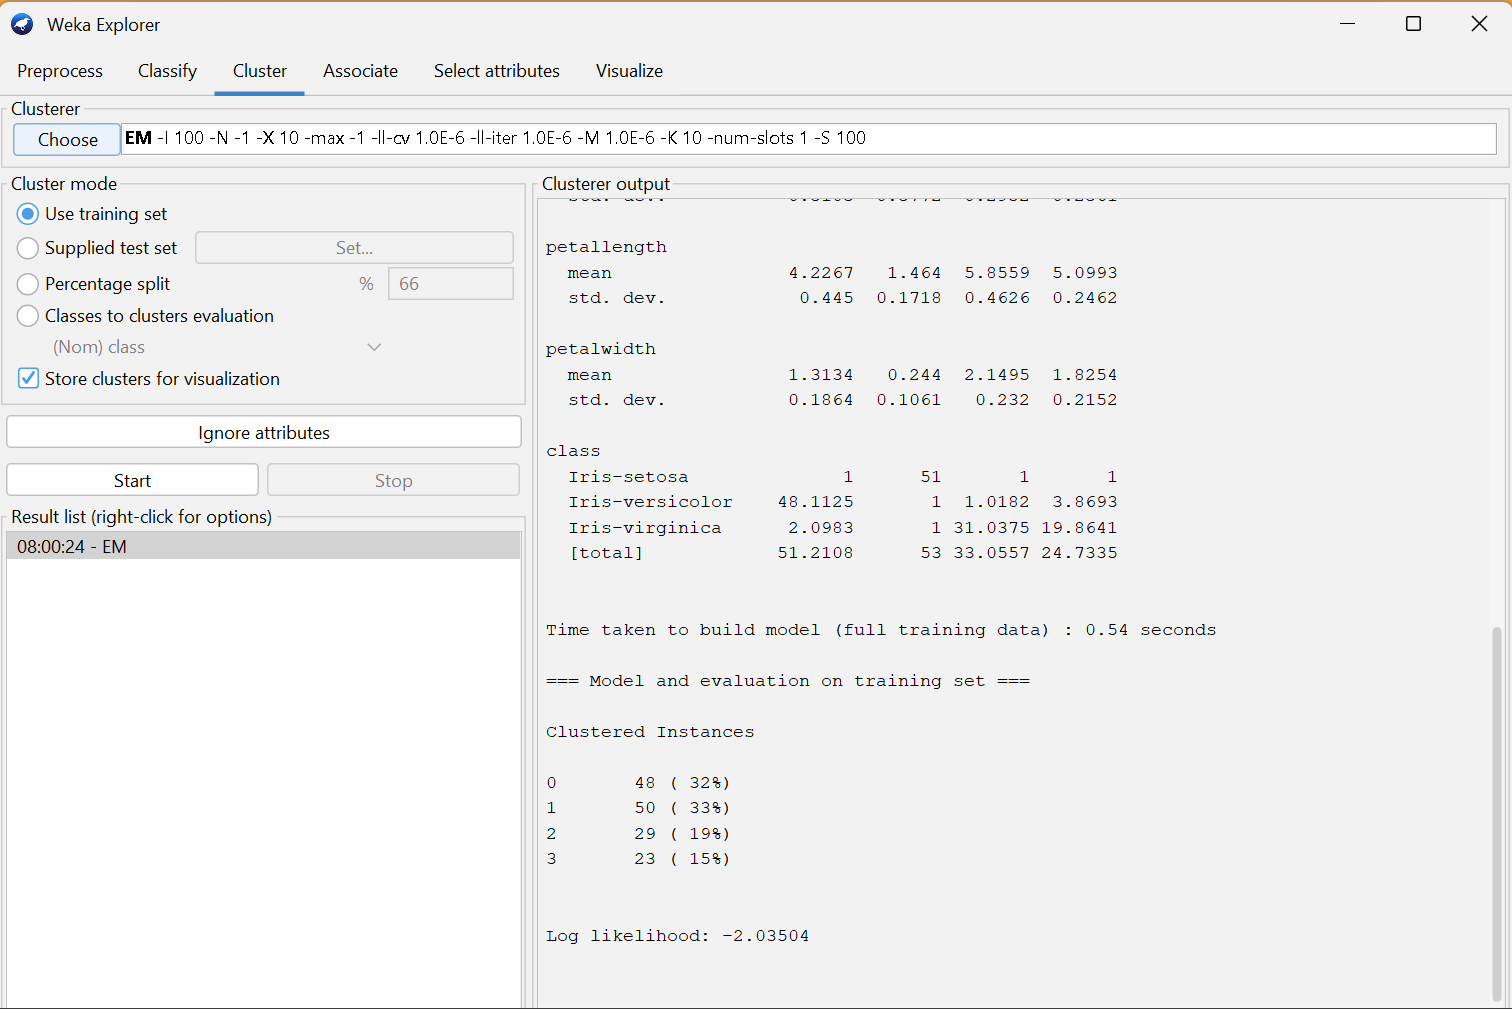 Weka Explorer
Preprocess Classify Cluster Associate Select attributes Visualize
Clusterer
Choose EM -I 100 -N -1 -X 10 -max -1 -ll-cv 1.0E-6 -ll-iter 1.0E-6 -M 1.0E-6 -K 10 -num-slots 1 -S 100
Cluster mode
Use training set
Supplied test set Set...
Percentage split % 66
Classes to clusters evaluation
(Nom) class
Store clusters for visualization
Ignore attributes
Start Stop
Result list (right-click for options)
08:00:24 - EM
Clusterer output
petallength
mean 4.2267 1.464 5.8559 5.0993
std. dev. 0.445 0.1718 0.4626 0.2462
petalwidth
mean 1.3134 0.244 2.1495 1.8254
std. dev. 0.1864 0.1061 0.232 0.2152
class
Iris-setosa 1 51 1 1
Iris-versicolor 48.1125 1 1.0182 3.8693
Iris-virginica 2.0983 1 31.0375 19.8641
[total] 51.2108 53 33.0557 24.7335
Time taken to build model (full training data) : 0.54 seconds
=== Model and evaluation on training set ===
Clustered Instances
0 48 ( 32%)
1 50 ( 33%)
2 29 ( 19%)
3 23 ( 15%)
Log likelihood: -2.03504